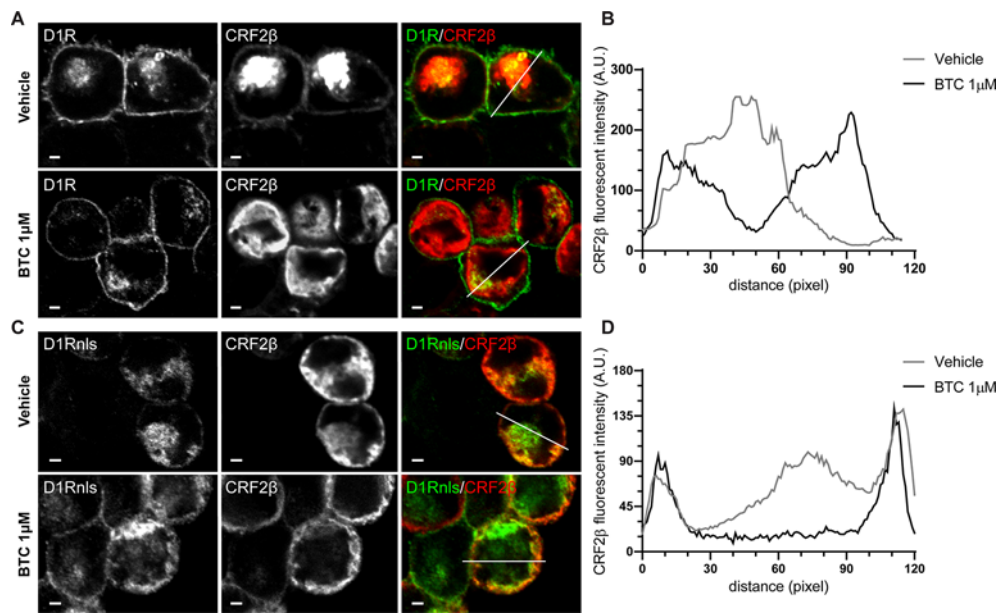 A
D1R
CRF2β
D1R/CRF2β
Vehicle
D1R
CRF2β
D1R/CRF2β
BTC 1μM
B
Vehicle
BTC 1μM
CRF2β fluorescent intensity (A.U.)
300
200
100
0
0 30 60 90 120
distance (pixel)
C
D1Rnls
CRF2β
D1Rnls/CRF2β
Vehicle
D1Rnls
CRF2β
D1Rnls/CRF2β
BTC 1μM
D
Vehicle
BTC 1μM
CRF2β fluorescent intensity (A.U.)
180
135
90
45
0
0 30 60 90 120
distance (pixel)